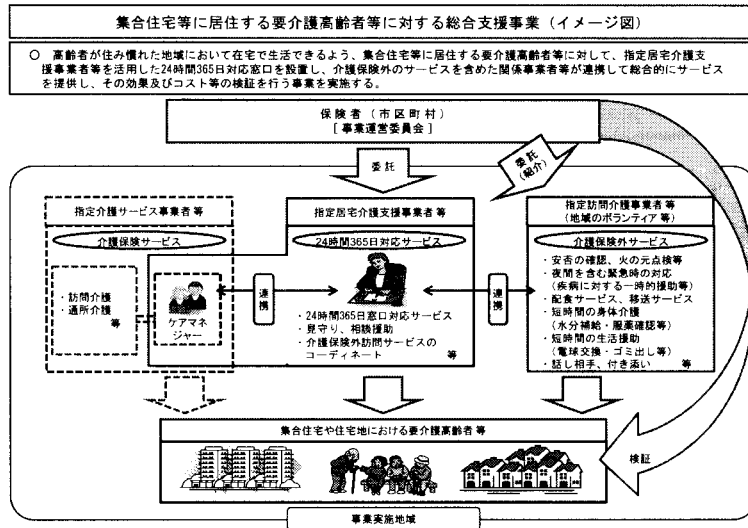 集合住宅等に居住する要介護高齢者等に対する総合支援事業（イメージ図）
○　高齢者が住み慣れた地域において在宅で生活できるよう、集合住宅等に居住する要介護高齢者等に対して、指定居宅介護支
援事業者等を活用した24時間365日対応窓口を設置し、介護保険外のサービスを含めた関係事業者等が連携して総合的にサービス
を提供し、その効果及びコスト等の検証を行う事業を実施する。
保険者（市区町村）
［事業運営委員会］
委託
委託
（紹介）
指定介護サービス事業者等
介護保険サービス
・訪問介護
・通所介護
等
ケアマネ
ジャー
連携
指定居宅介護支援事業者等
24時間365日対応サービス
・24時間365日窓口対応サービス
・見守り、相談援助
・介護保険外訪問サービスの
コーディネート　等
連携
指定訪問介護事業者等
（地域のボランティア等）
介護保険外サービス
・安否の確認、火の元点検等
・夜間を含む緊急時の対応
（疾病に対する一時的援助等）
・配食サービス、移送サービス
・短時間の身体介護
（水分補給・服薬確認等）
・短時間の生活援助
（電球交換・ゴミ出し等）
・話し相手、付き添い　等
集合住宅や住宅地における要介護高齢者等
検証
事業実施地域